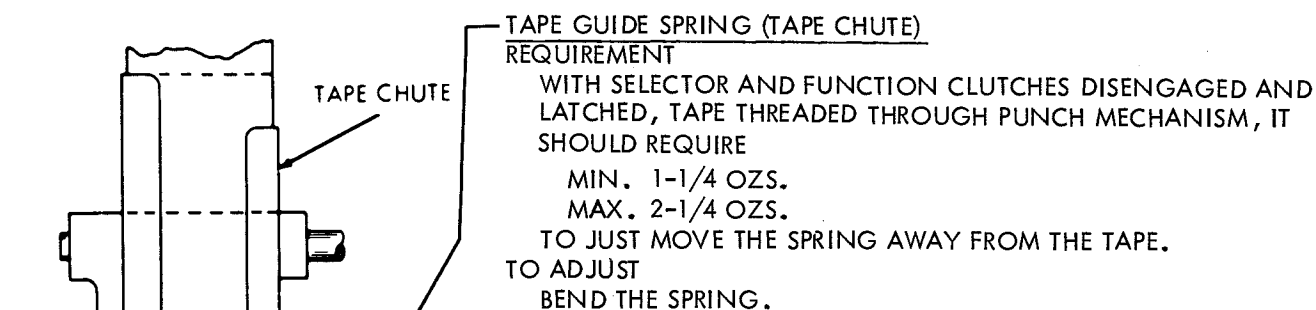 TAPE GUIDE SPRING (TAPE CHUTE)
REQUIREMENT
WITH SELECTOR AND FUNCTION CLUTCHES DISENGAGED AND
LATCHED, TAPE THREADED THROUGH PUNCH MECHANISM, IT
SHOULD REQUIRE
MIN. 1-1/4 OZS.
MAX. 2-1/4 OZS.
TO JUST MOVE THE SPRING AWAY FROM THE TAPE.
TO ADJUST
BEND THE SPRING.
TAPE CHUTE